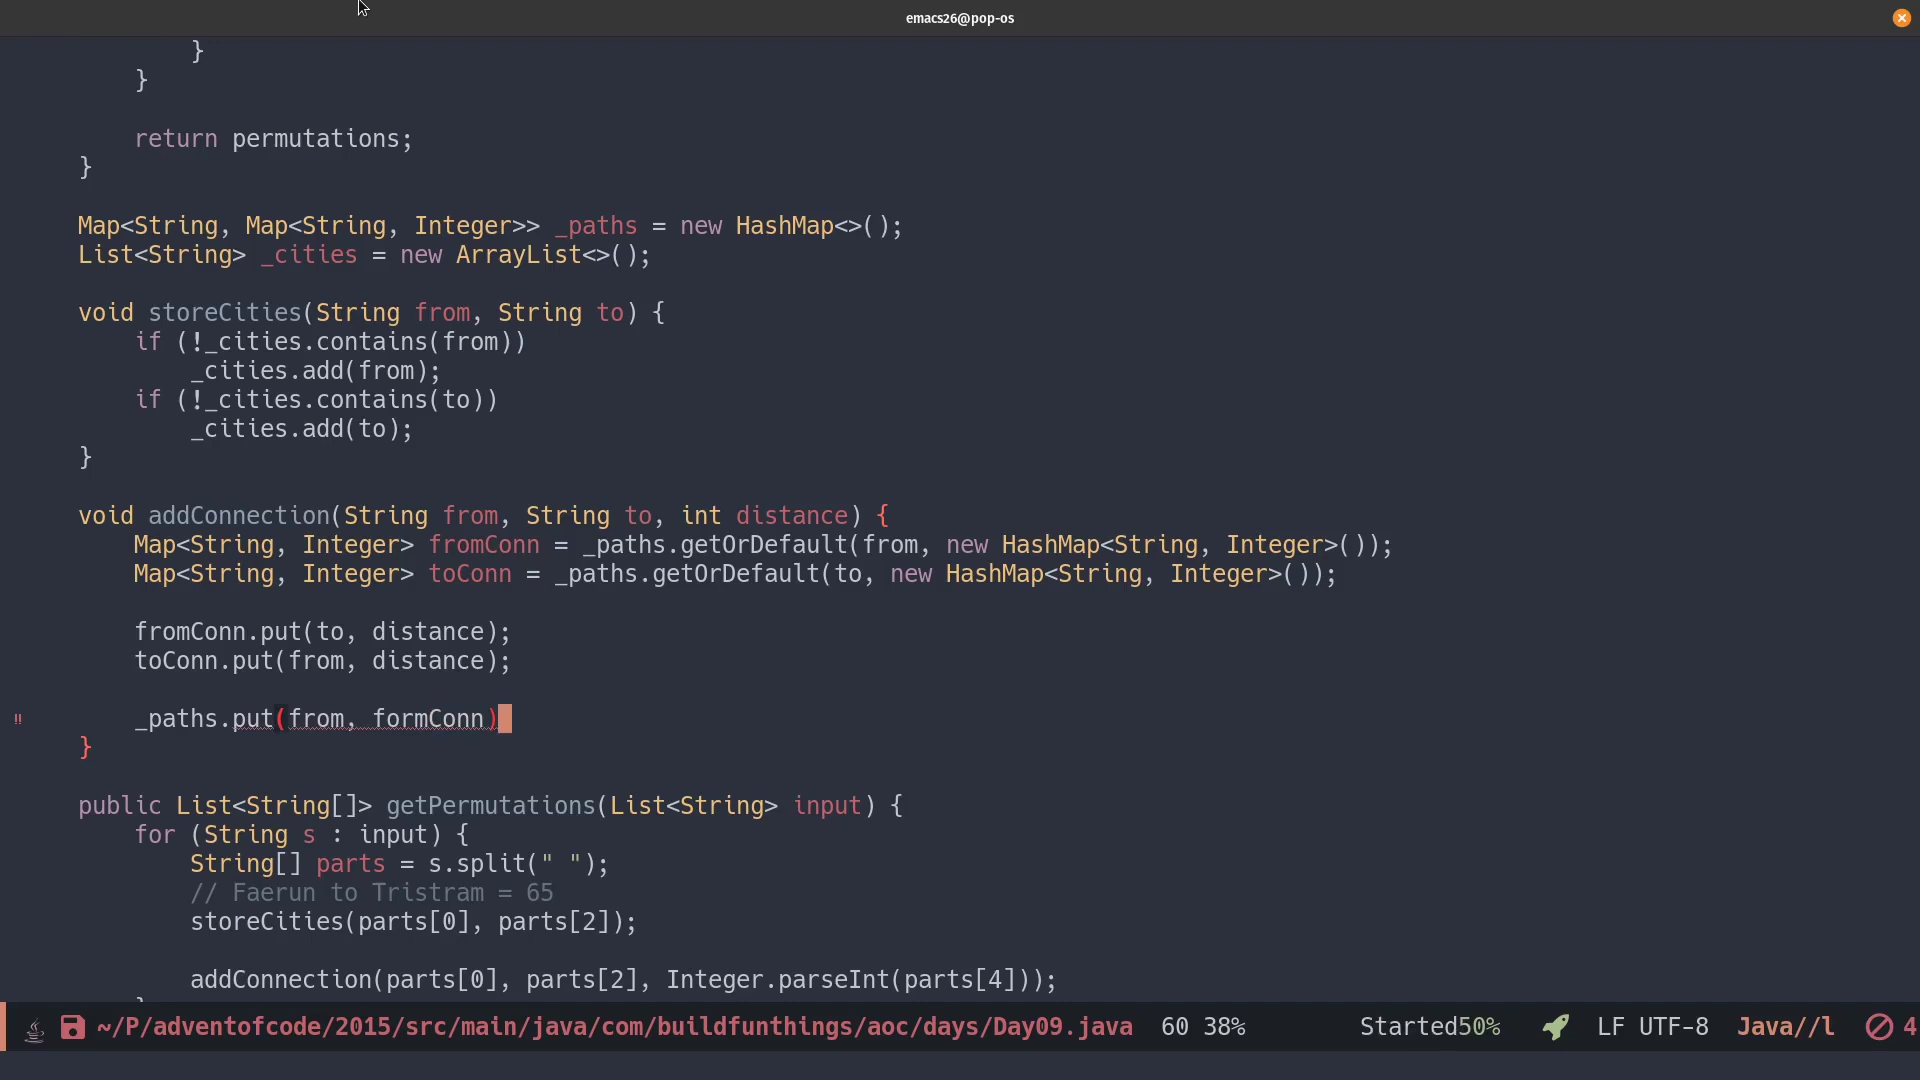 emacs26@pop-os
}
}
return permutations;
}
Map<String, Map<String, Integer>> _paths = new HashMap<>();
List<String> _cities = new ArrayList<>();
void storeCities(String from, String to) {
if (!_cities.contains(from))
_cities.add(from);
if (!_cities.contains(to))
_cities.add(to);
}
void addConnection(String from, String to, int distance) {
Map<String, Integer> fromConn = _paths.getOrDefault(from, new HashMap<String, Integer>());
Map<String, Integer> toConn = _paths.getOrDefault(to, new HashMap<String, Integer>());
fromConn.put(to, distance);
toConn.put(from, distance);
!! _paths.put(from, formConn)
}
public List<String[]> getPermutations(List<String> input) {
for (String s : input) {
String[] parts = s.split(" ");
// Faerun to Tristram = 65
storeCities(parts[0], parts[2]);
addConnection(parts[0], parts[2], Integer.parseInt(parts[4]));
~/P/adventofcode/2015/src/main/java/com/buildfunthings/aoc/days/Day09.java 60 38% Started50% LF UTF-8 Java//l 4